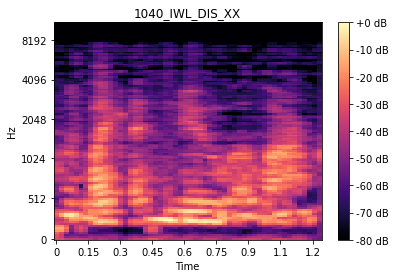 1040_IWL_DIS_XX
Hz
8192
4096
2048
1024
512
0
0 0.15 0.3 0.45 0.6 0.75 0.9 1.1 1.2
Time
+0 dB
-10 dB
-20 dB
-30 dB
-40 dB
-50 dB
-60 dB
-70 dB
-80 dB